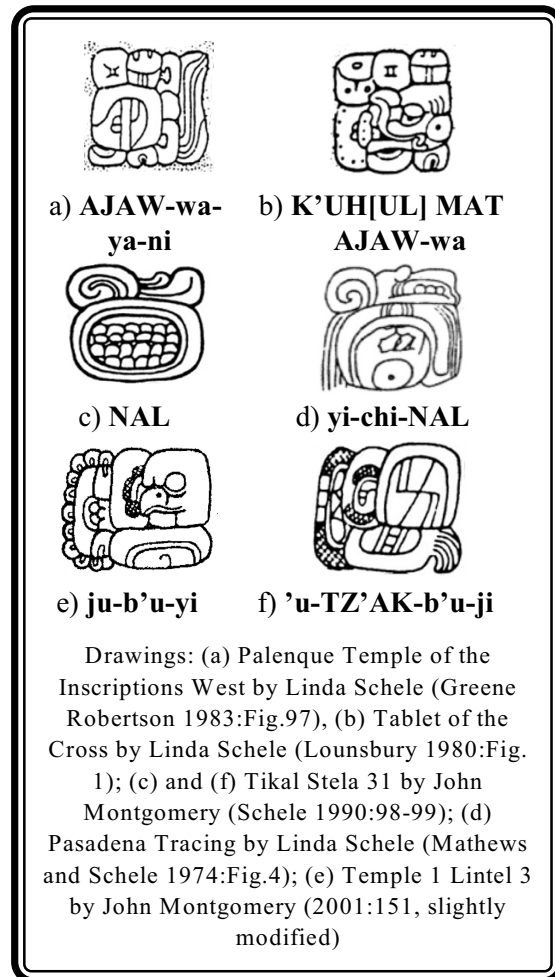 a) AJAW-wa- b) K’UH[UL] MAT
ya-ni AJAW-wa
c) NAL d) yi-chi-NAL
e) ju-b’u-yi f) ’u-TZ’AK-b’u-ji
Drawings: (a) Palenque Temple of the
Inscriptions West by Linda Schele (Greene
Robertson 1983:Fig.97), (b) Tablet of the
Cross by Linda Schele (Lounsbury 1980:Fig.
1); (c) and (f) Tikal Stela 31 by John
Montgomery (Schele 1990:98-99); (d)
Pasadena Tracing by Linda Schele (Mathews
and Schele 1974:Fig.4); (e) Temple 1 Lintel 3
by John Montgomery (2001:151, slightly
modified)